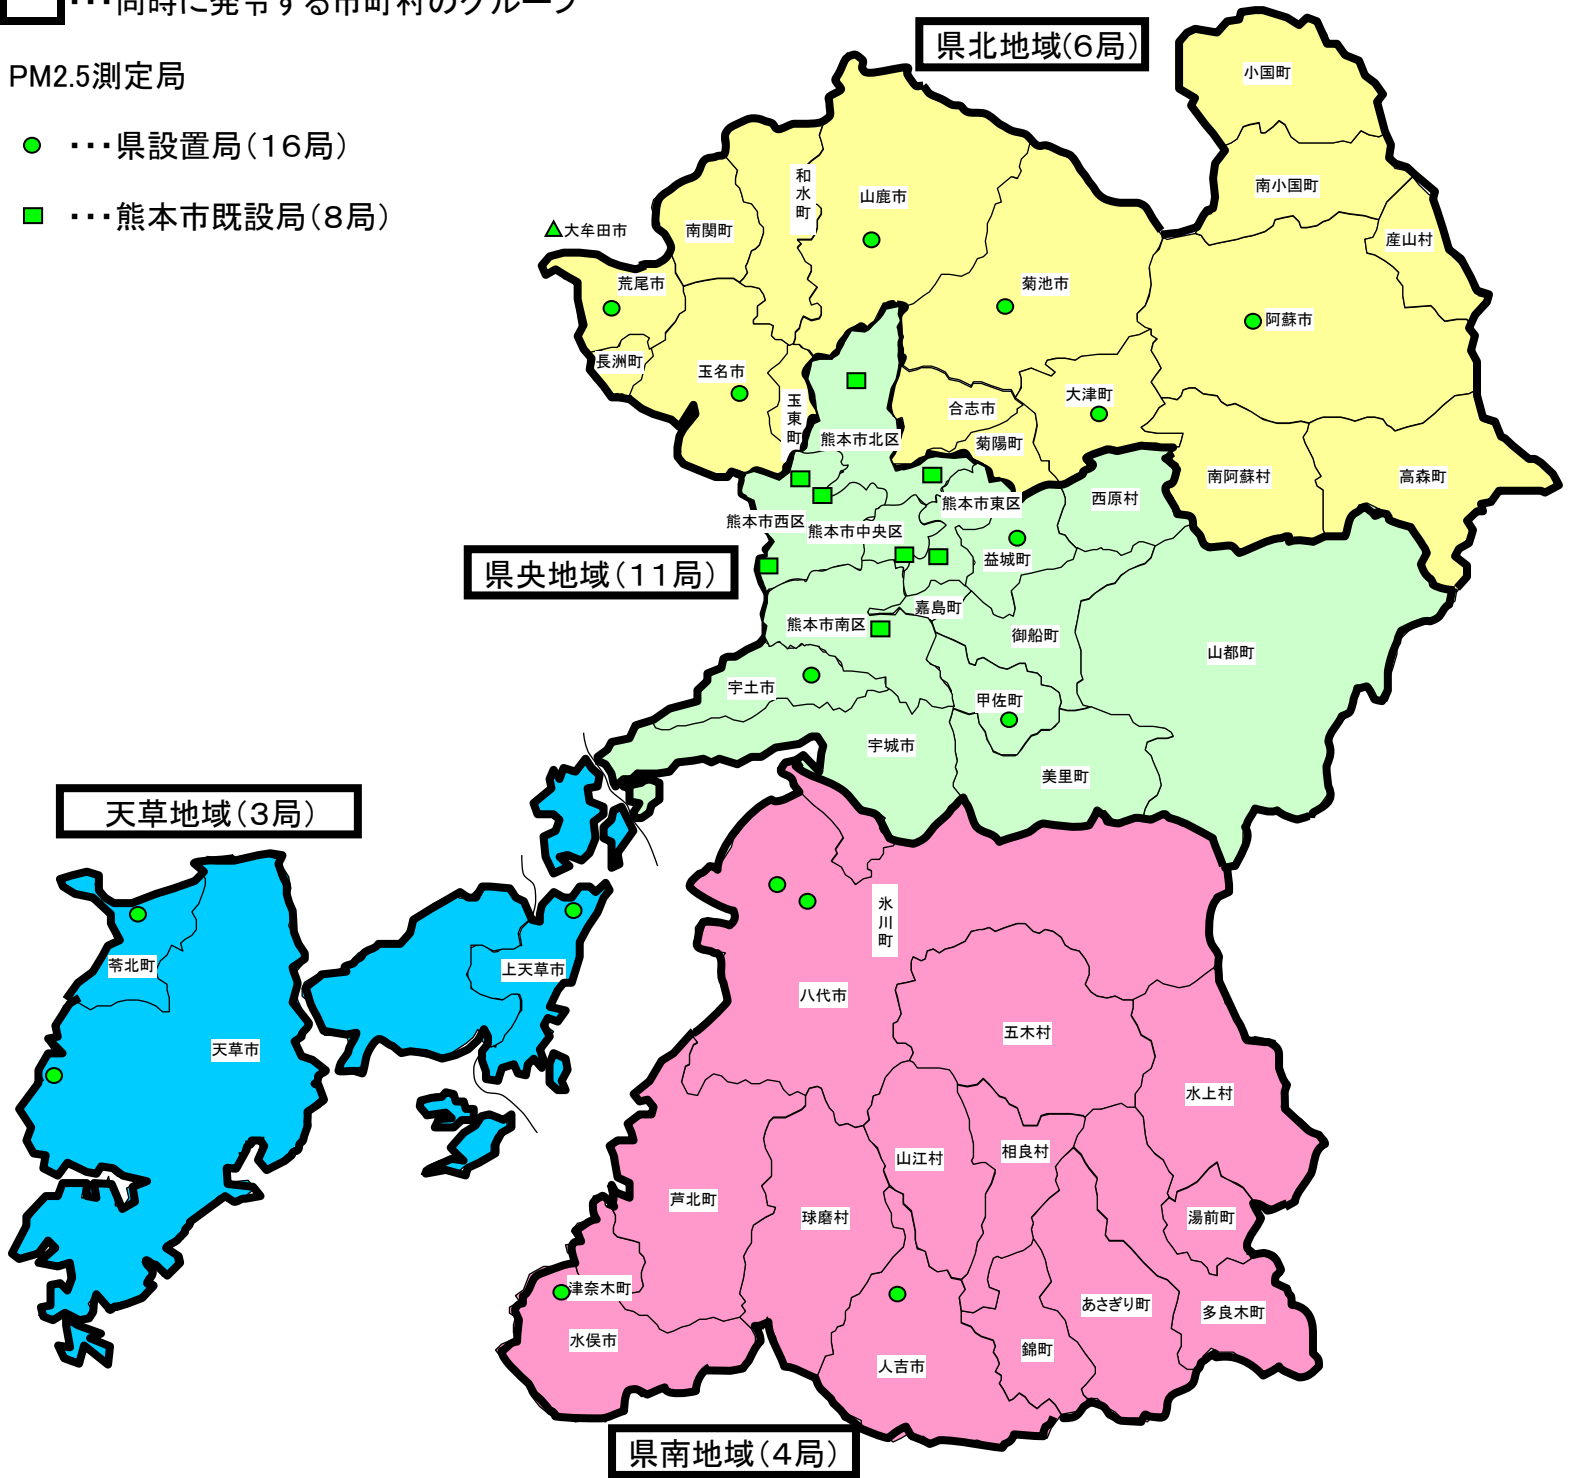 ･･･同時に発令する市町村のグループ
県北地域(6局)
PM2.5測定局
･･･県設置局(16局)
･･･熊本市既設局(8局)
小国町
南小国町
産山村
和水町
山鹿市
南関町
大牟田市
荒尾市
菊池市
阿蘇市
長洲町
玉名市
玉東町
大津町
合志市
菊陽町
熊本市北区
南阿蘇村
高森町
西原村
熊本市東区
熊本市西区
熊本市中央区
益城町
県央地域(11局)
嘉島町
熊本市南区
御船町
山都町
宇土市
甲佐町
宇城市
美里町
天草地域(3局)
氷川町
苓北町
上天草市
八代市
天草市
五木村
水上村
山江村
相良村
芦北町
球磨村
湯前町
津奈木町
あさぎり町
多良木町
水俣市
錦町
人吉市
県南地域(4局)